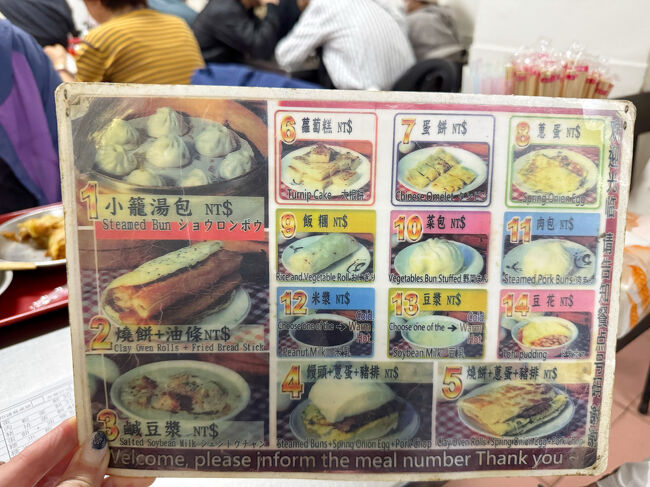 1 小籠湯包 NT$
Steamed Bun ショウロンポウ
2 燒餅+油條 NT$
Clay Oven Rolls + Fried Bread Stick
3 鹹豆漿 NT$
Salted Soybean Milk
6 蘿蔔糕 NT$
Turnip Cake 大根餅
7 蛋餅 NT$
Chinese Omelet
8 蔥蛋 NT$
Spring Onion Egg
9 飯糰 NT$
Rice and Vegetable Roll
10 菜包 NT$
Vegetables Bun Stuffed
11 肉包 NT$
Steamed Pork Buns
12 米漿 NT$
Cold
Choose one of the → Warm
Hot
Peanut Milk
13 豆漿 NT$
Cold
Choose one of the → Warm
Hot
Soybean Milk
14 豆花 NT$
Tofu pudding
4 饅頭+蔥蛋+豬排 NT$
Steamed Buns+Spring Onion Egg+Pork Chop
5 燒餅+蔥蛋+豬排 NT$
Clay Oven Rolls+Spring Onion Egg+Pork Chop
Welcome, please inform the meal number Thank you